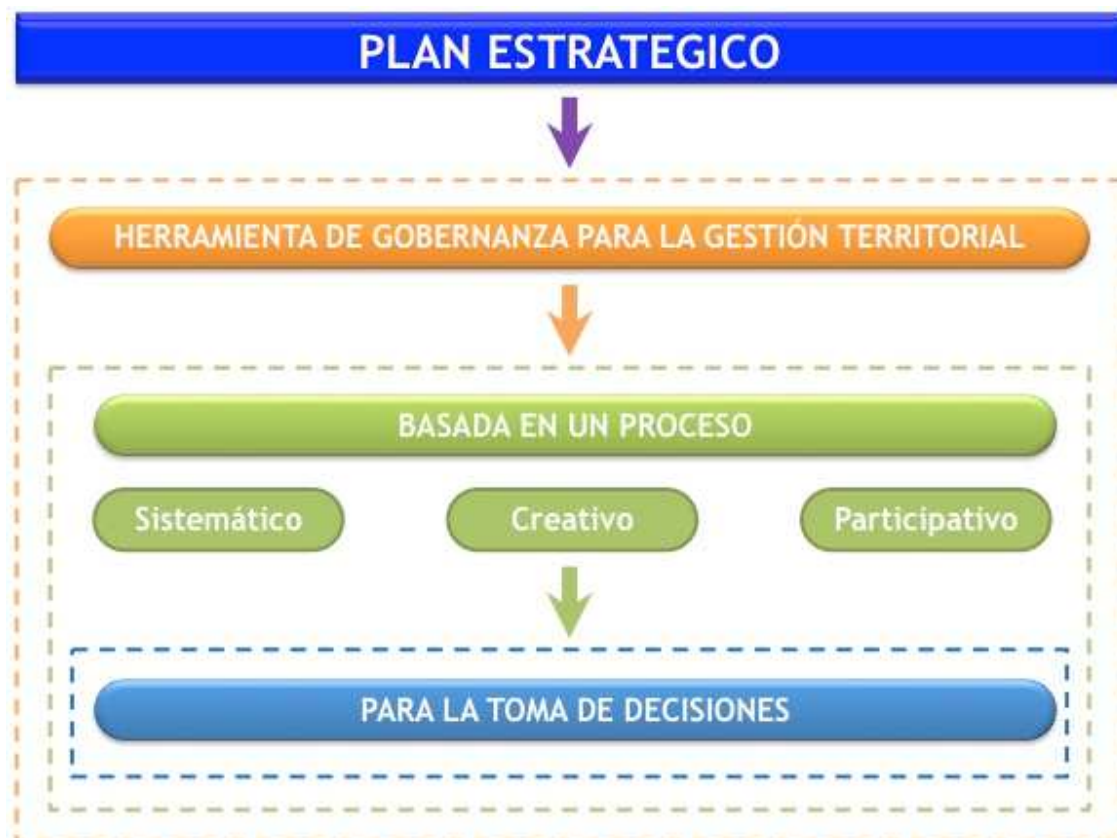 PLAN ESTRATEGICO
HERRAMIENTA DE GOBERNANZA PARA LA GESTIÓN TERRITORIAL
BASADA EN UN PROCESO
Sistemático
Creativo
Participativo
PARA LA TOMA DE DECISIONES